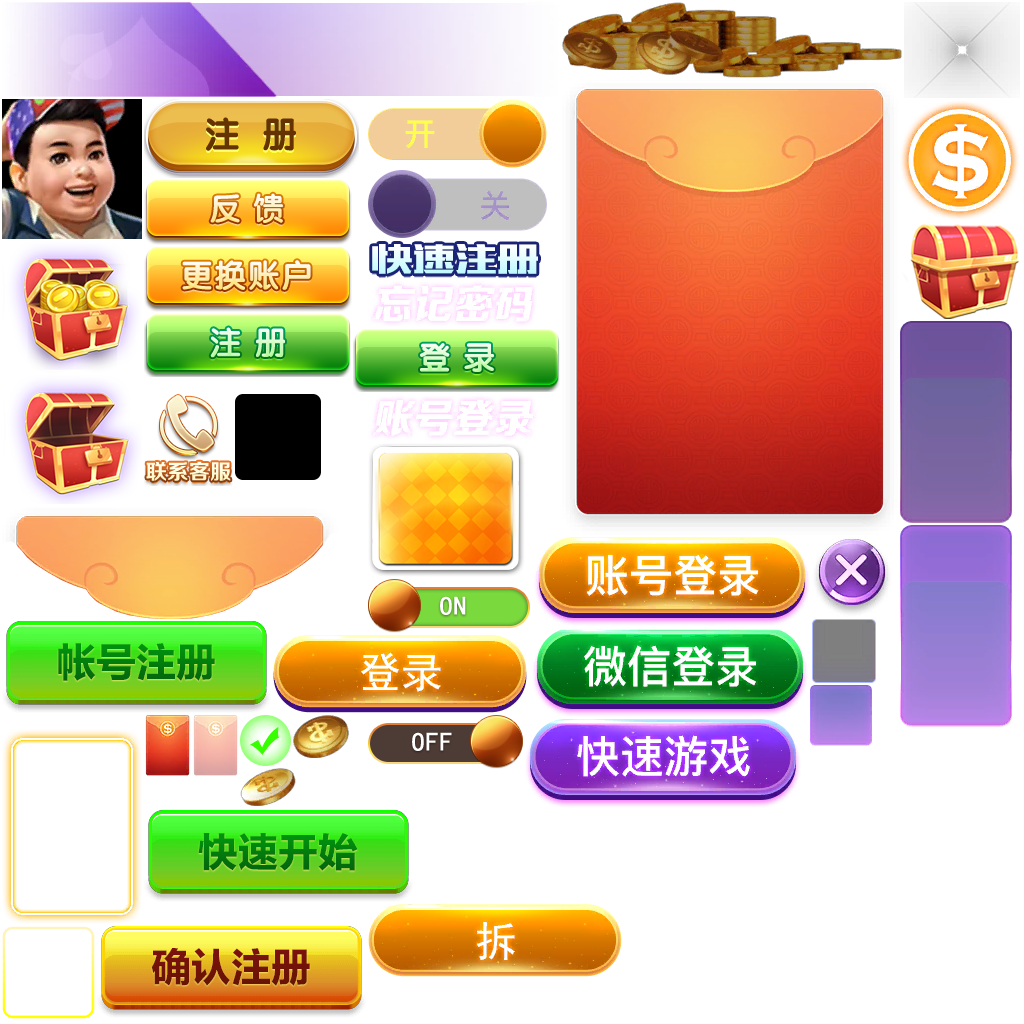 注 册
开
反 馈
关
快速注册
更换账户
忘记密码
注 册
登 录
账号登录
联系客服
账号登录
ON
帐号注册
登录
微信登录
OFF
快速游戏
快速开始
拆
确认注册